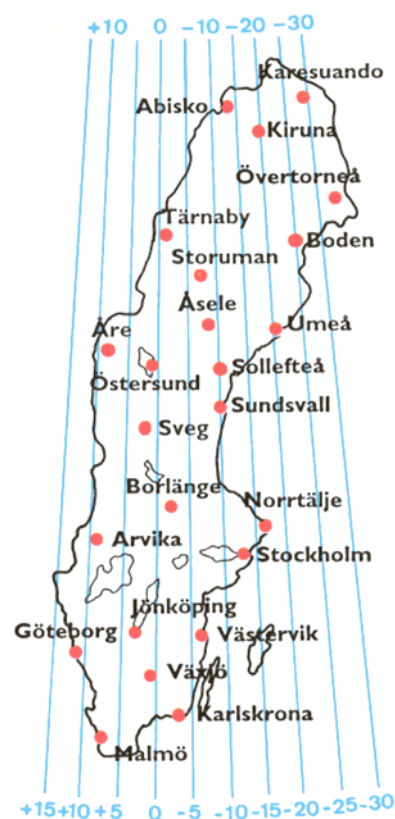 +10 0 -10 -20 -30
Karesuando
Abisko
Kiruna
Övertorneå
Tärnaby
Boden
Storuman
Åsele
Åre
Umeå
Östersund
Sollefteå
Sundsvall
Sveg
Borlänge
Norrtälje
Arvika
Stockholm
Jönköping
Göteborg
Västervik
Växjö
Karlskrona
Malmö
+15 +10 +5 0 -5 -10 -15 -20 -25 -30